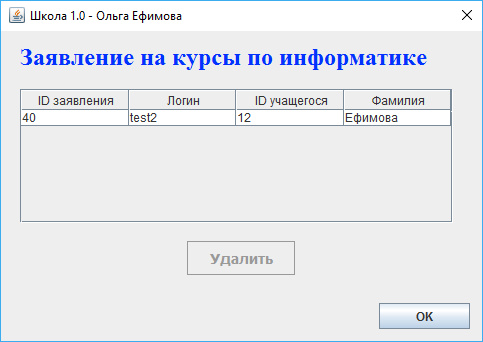 Школа 1.0 - Ольга Ефимова
Заявление на курсы по информатике
ID заявления Логин ID учащегося Фамилия
40 test2 12 Ефимова
Удалить
OK